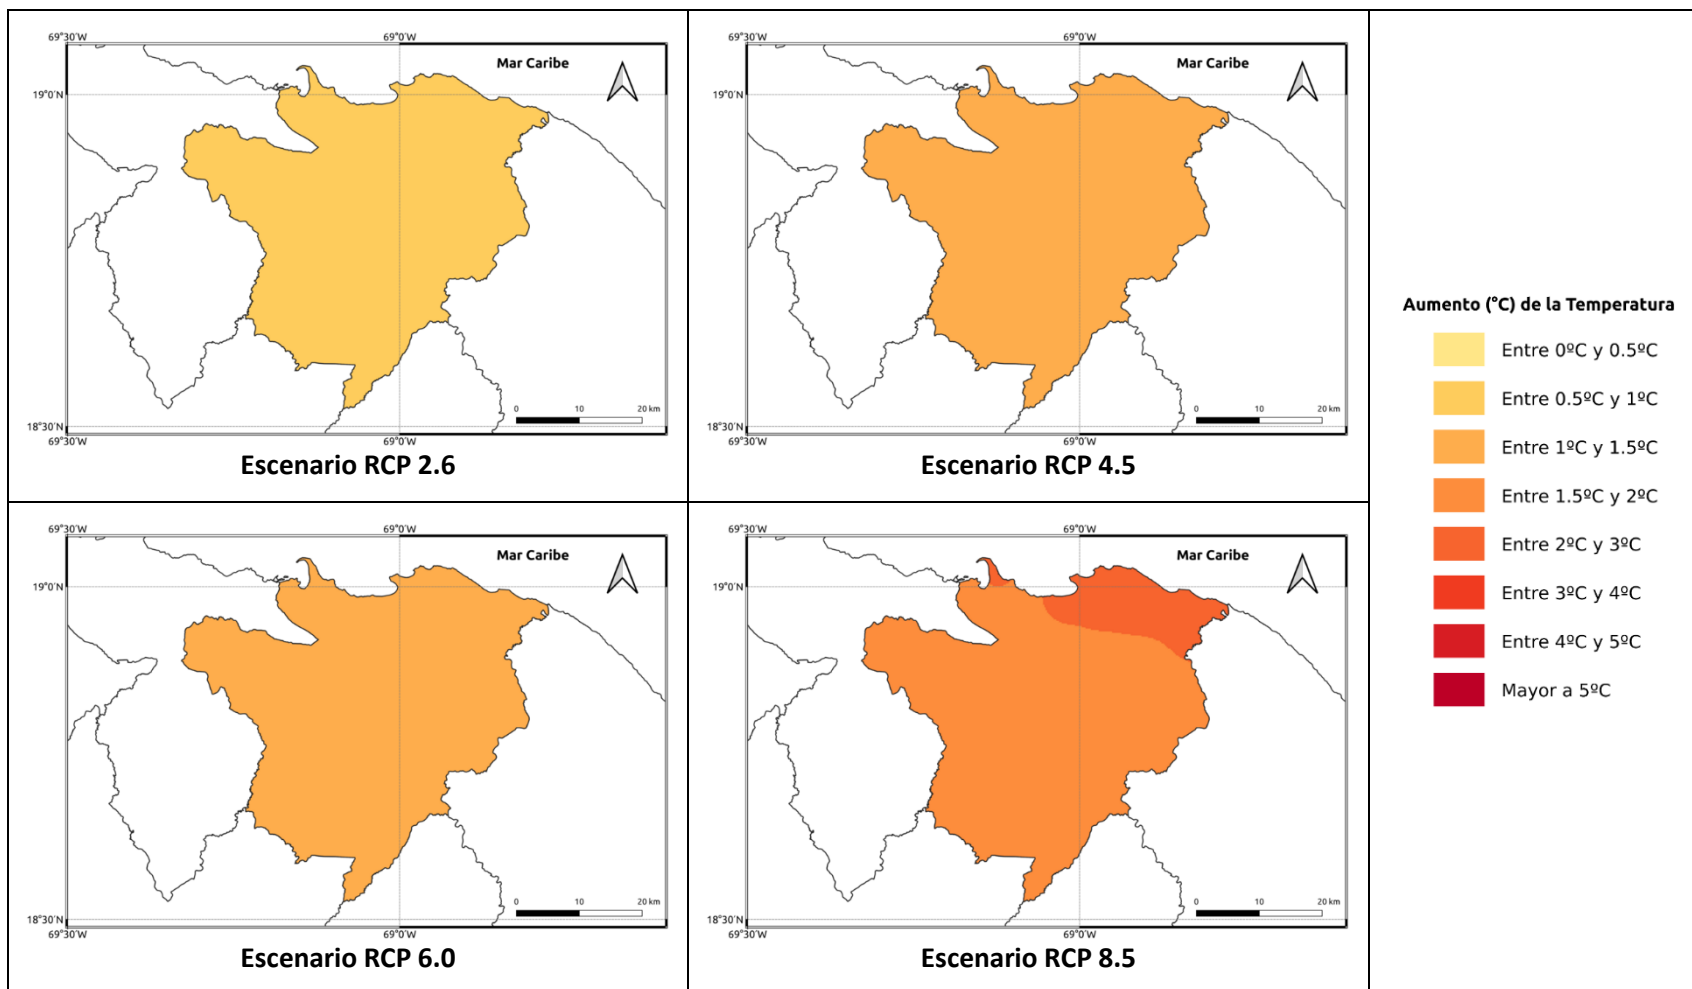 69°30'W
69°0'W
Mar Caribe
19°0'N
0
10
20 km
18°30'N
69°30'W
69°0'W
Escenario RCP 2.6
69°30'W
69°0'W
Mar Caribe
19°0'N
0
10
20 km
18°30'N
69°30'W
69°0'W
Escenario RCP 4.5
69°30'W
69°0'W
Mar Caribe
19°0'N
0
10
20 km
18°30'N
69°30'W
69°0'W
Escenario RCP 6.0
69°30'W
69°0'W
Mar Caribe
19°0'N
0
10
20 km
18°30'N
69°30'W
69°0'W
Escenario RCP 8.5
Aumento (°C) de la Temperatura
Entre 0ºC y 0.5ºC
Entre 0.5ºC y 1ºC
Entre 1ºC y 1.5ºC
Entre 1.5ºC y 2ºC
Entre 2ºC y 3ºC
Entre 3ºC y 4ºC
Entre 4ºC y 5ºC
Mayor a 5ºC